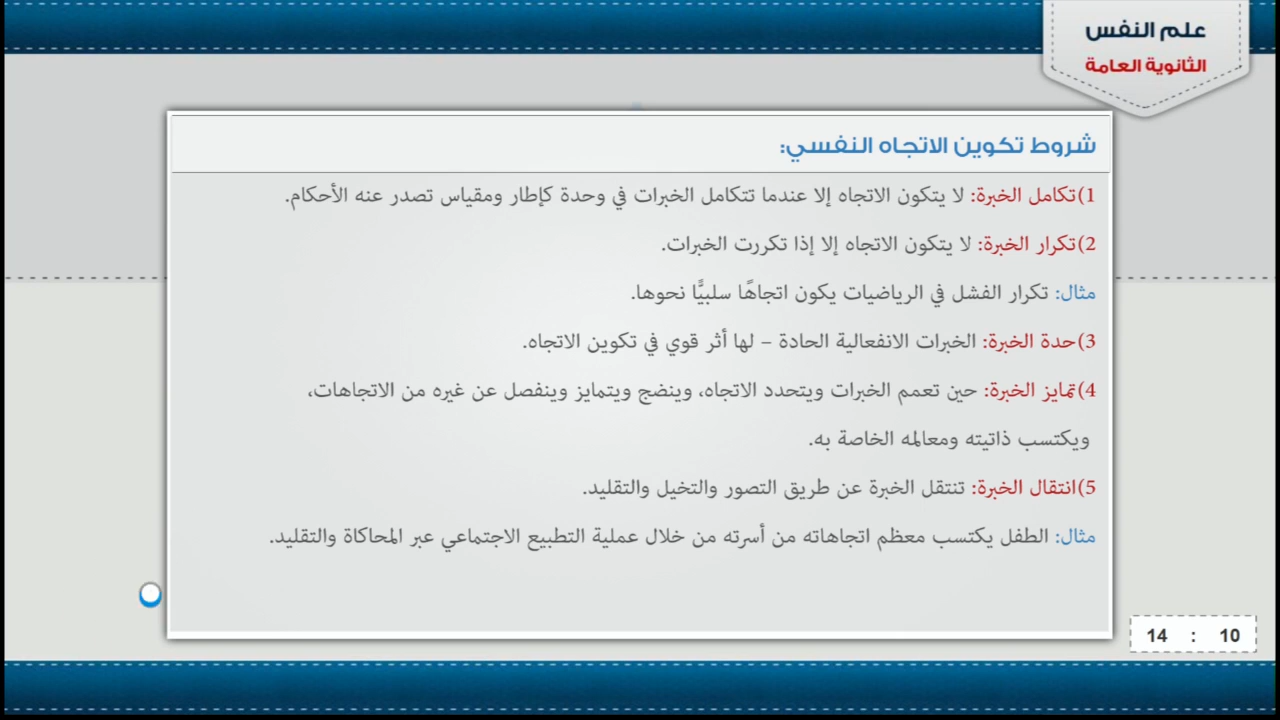 علم النفس
الثانوية العامة
شروط تكوين الاتجاه النفسي:
1)تكامل الخبرة: لا يتكون الاتجاه إلا عندما تتكامل الخبرات في وحدة كإطار ومقياس تصدر عنه الأحكام.
2)تكرار الخبرة: لا يتكون الاتجاه إلا إذا تكررت الخبرات.
مثال: تكرار الفشل في الرياضيات يكون اتجاهًا سلبيًّا نحوها.
3)حدة الخبرة: الخبرات الانفعالية الحادة – لها أثر قوي في تكوين الاتجاه.
4)تمايز الخبرة: حين تعمم الخبرات ويتحدد الاتجاه، وينضج ويتمايز وينفصل عن غيره من الاتجاهات،
ويكتسب ذاتيته ومعالمه الخاصة به.
5)انتقال الخبرة: تنتقل الخبرة عن طريق التصور والتخيل والتقليد.
مثال: الطفل يكتسب معظم اتجاهاته من أسرته من خلال عملية التطبيع الاجتماعي عبر المحاكاة والتقليد.
14 : 10